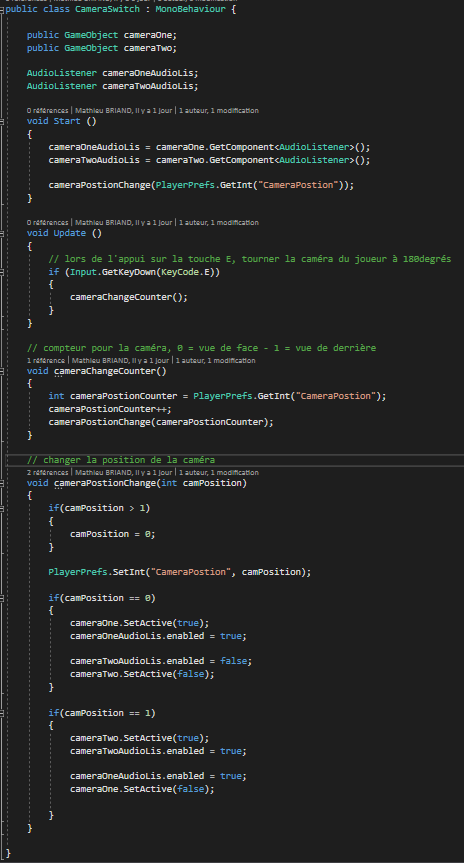 public class CameraSwitch : MonoBehaviour {
public GameObject cameraOne;
public GameObject cameraTwo;
AudioListener cameraOneAudioLis;
AudioListener cameraTwoAudioLis;
0 références | Mathieu BRIAND, Il y a 1 jour | 1 auteur, 1 modification
void Start ()
{
cameraOneAudioLis = cameraOne.GetComponent<AudioListener>();
cameraTwoAudioLis = cameraTwo.GetComponent<AudioListener>();
cameraPostionChange(PlayerPrefs.GetInt("CameraPostion"));
}
0 références | Mathieu BRIAND, Il y a 1 jour | 1 auteur, 1 modification
void Update ()
{
// lors de l'appui sur la touche E, tourner la caméra du joueur à 180degrés
if (Input.GetKeyDown(KeyCode.E))
{
cameraChangeCounter();
}
}
// compteur pour la caméra, 0 = vue de face - 1 = vue de derrière
1 référence | Mathieu BRIAND, Il y a 1 jour | 1 auteur, 1 modification
void cameraChangeCounter()
{
int cameraPostionCounter = PlayerPrefs.GetInt("CameraPostion");
cameraPostionCounter++;
cameraPostionChange(cameraPostionCounter);
}
// changer la position de la caméra
2 références | Mathieu BRIAND, Il y a 1 jour | 1 auteur, 1 modification
void cameraPostionChange(int camPosition)
{
if(camPosition > 1)
{
camPosition = 0;
}
PlayerPrefs.SetInt("CameraPostion", camPosition);
if(camPosition == 0)
{
cameraOne.SetActive(true);
cameraOneAudioLis.enabled = true;
cameraTwoAudioLis.enabled = false;
cameraTwo.SetActive(false);
}
if(camPosition == 1)
{
cameraTwo.SetActive(true);
cameraTwoAudioLis.enabled = true;
cameraOneAudioLis.enabled = true;
cameraOne.SetActive(false);
}
}
}